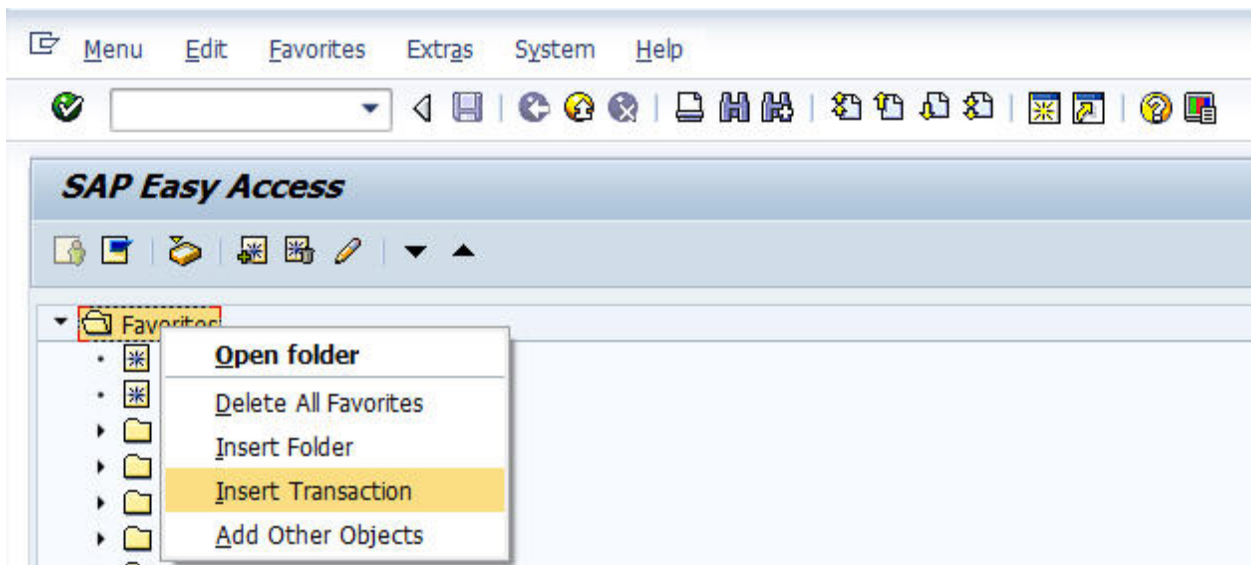 Menu Edit Favorites Extras System Help
SAP Easy Access
Favorites
Open folder
Delete All Favorites
Insert Folder
Insert Transaction
Add Other Objects